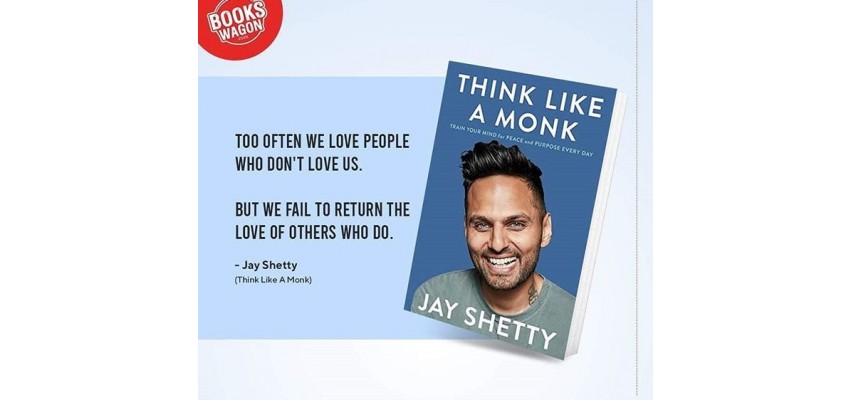 BOOKS
WAGON
TOO OFTEN WE LOVE PEOPLE
WHO DON'T LOVE US.
BUT WE FAIL TO RETURN THE
LOVE OF OTHERS WHO DO.
- Jay Shetty
(Think Like A Monk)
THINK LIKE
A MONK
TRAIN YOUR MIND for PEACE and PURPOSE EVERY DAY
JAY SHETTY